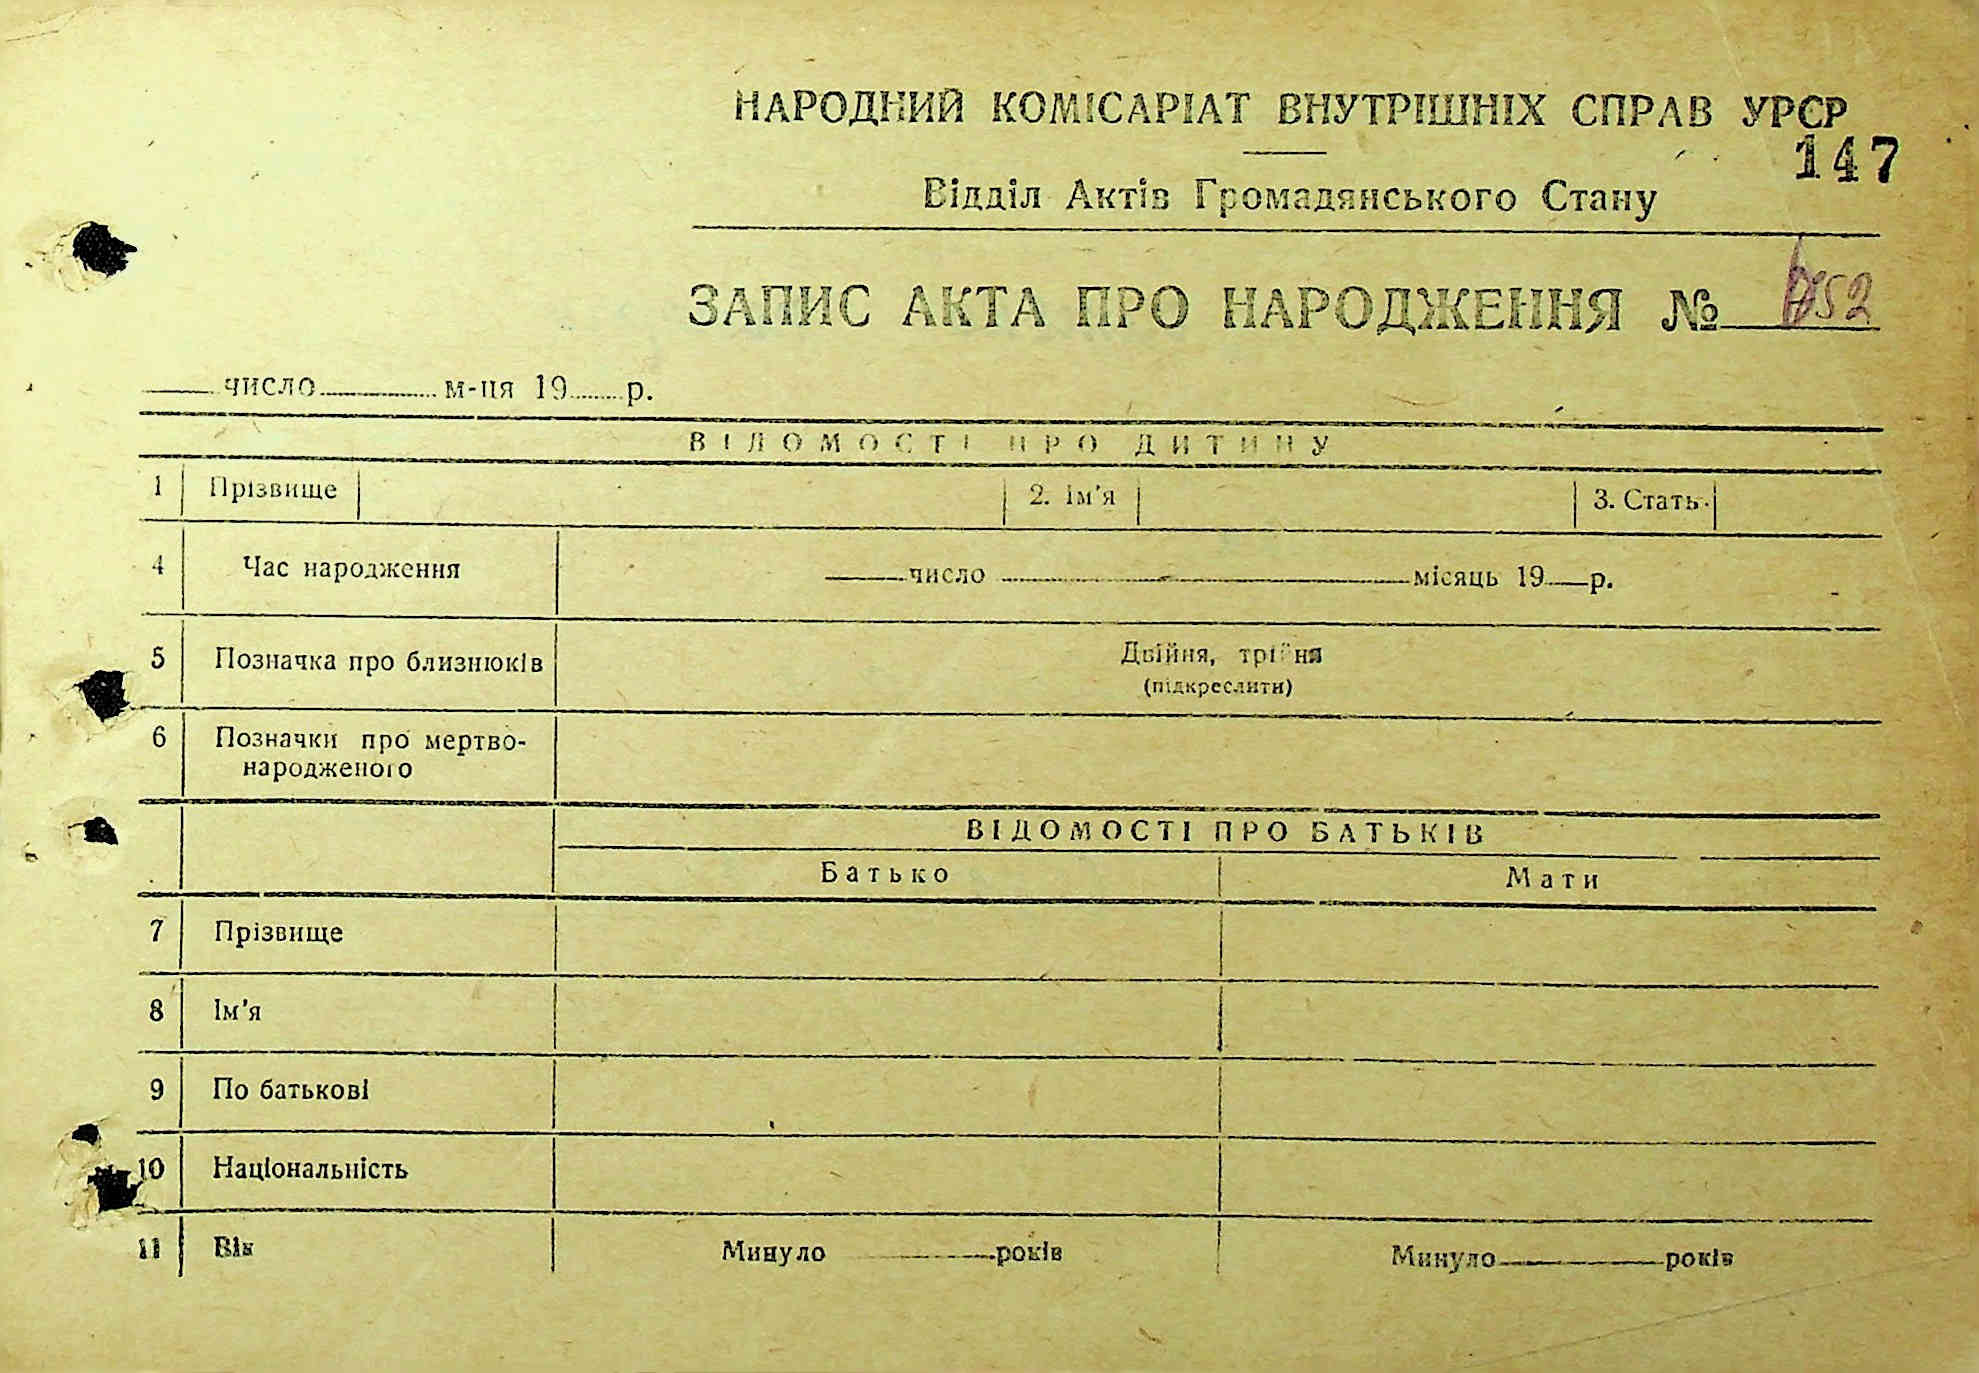 НАРОДНИЙ КОМІСАРІАТ ВНУТРІШНІХ СПРАВ УРСР
147
Відділ Актів Громадянського Стану
ЗАПИС АКТА ПРО НАРОДЖЕННЯ №
число м-ця 19 р.
ВІДОМОСТІ ПРО ДИТИНУ
1 Прізвище 2. Ім'я 3. Стать
4 Час народження число місяць 19 р.
5 Позначка про близнюків Двійня, трійня
(підкреслити)
6 Позначки про мертво-
народженого
ВІДОМОСТІ ПРО БАТЬКІВ
Батько Мати
7 Прізвище
8 Ім'я
9 По батькові
10 Національність
11 Вік Минуло років Минуло років